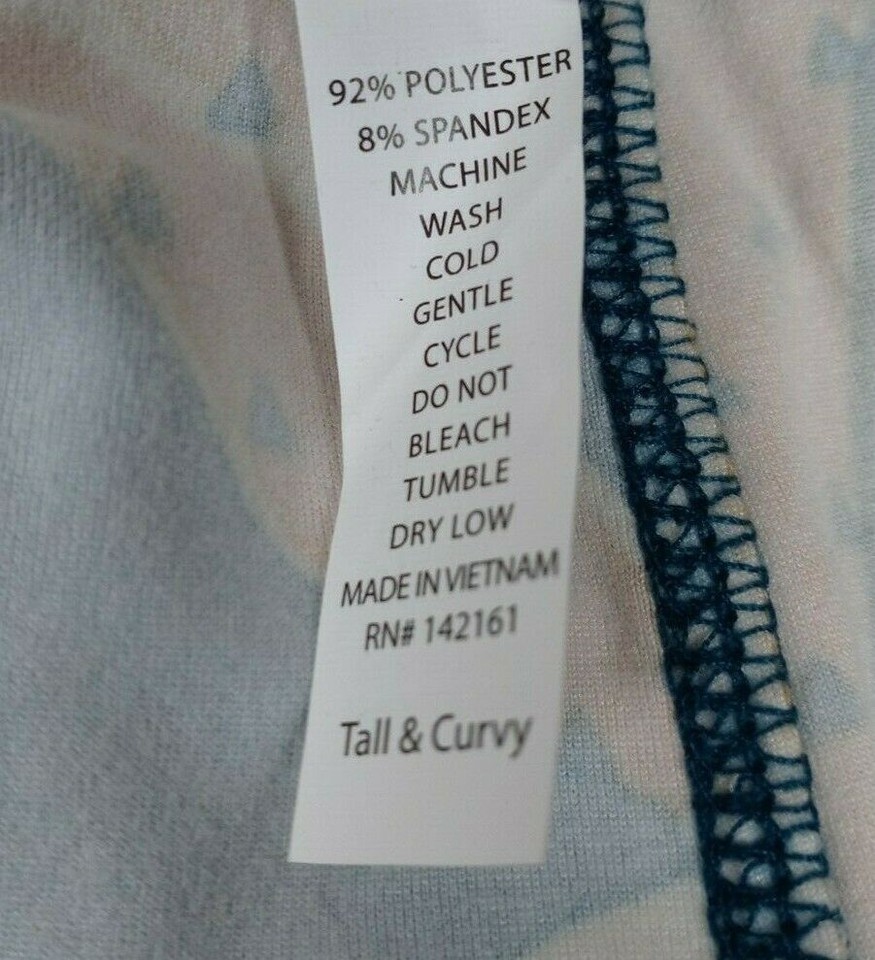 92% POLYESTER
8% SPANDEX
MACHINE
WASH
COLD
GENTLE
CYCLE
DO NOT
BLEACH
TUMBLE
DRY LOW
MADE IN VIETNAM
RN# 142161
Tall & Curvy